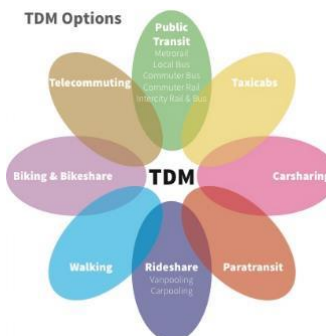 TDM Options
Public
Transit
Metrorail
Local Bus
Commuter Bus
Commuter Rail
Intercity Rail & Bus
Telecommuting
Taxicabs
Biking & Bikeshare
TDM
Carsharing
Walking
Rideshare
Vanpooling
Carpooling
Paratransit